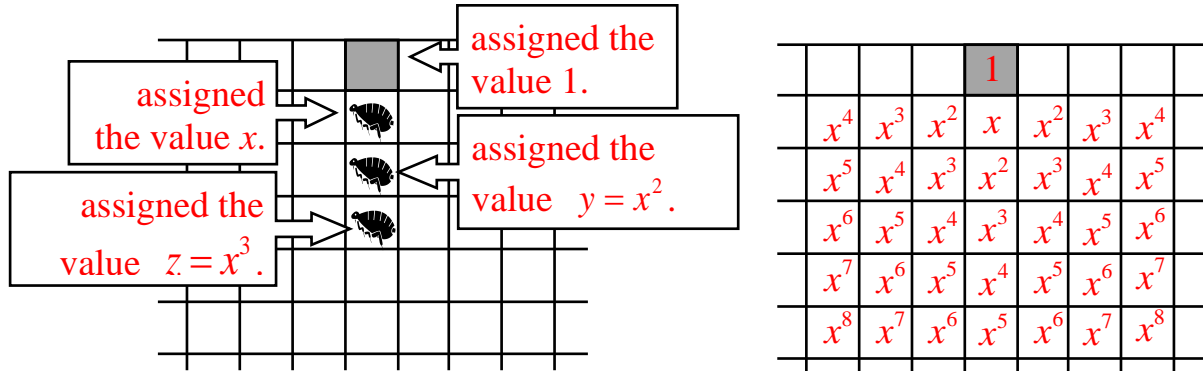 assigned the
value 1.
assigned
the value x.
assigned the
value y = x².
assigned the
value z = x³.
1
x⁴ x³ x² x x² x³ x⁴
x⁵ x⁴ x³ x² x³ x⁴ x⁵
x⁶ x⁵ x⁴ x³ x⁴ x⁵ x⁶
x⁷ x⁶ x⁵ x⁴ x⁵ x⁶ x⁷
x⁸ x⁷ x⁶ x⁵ x⁶ x⁷ x⁸